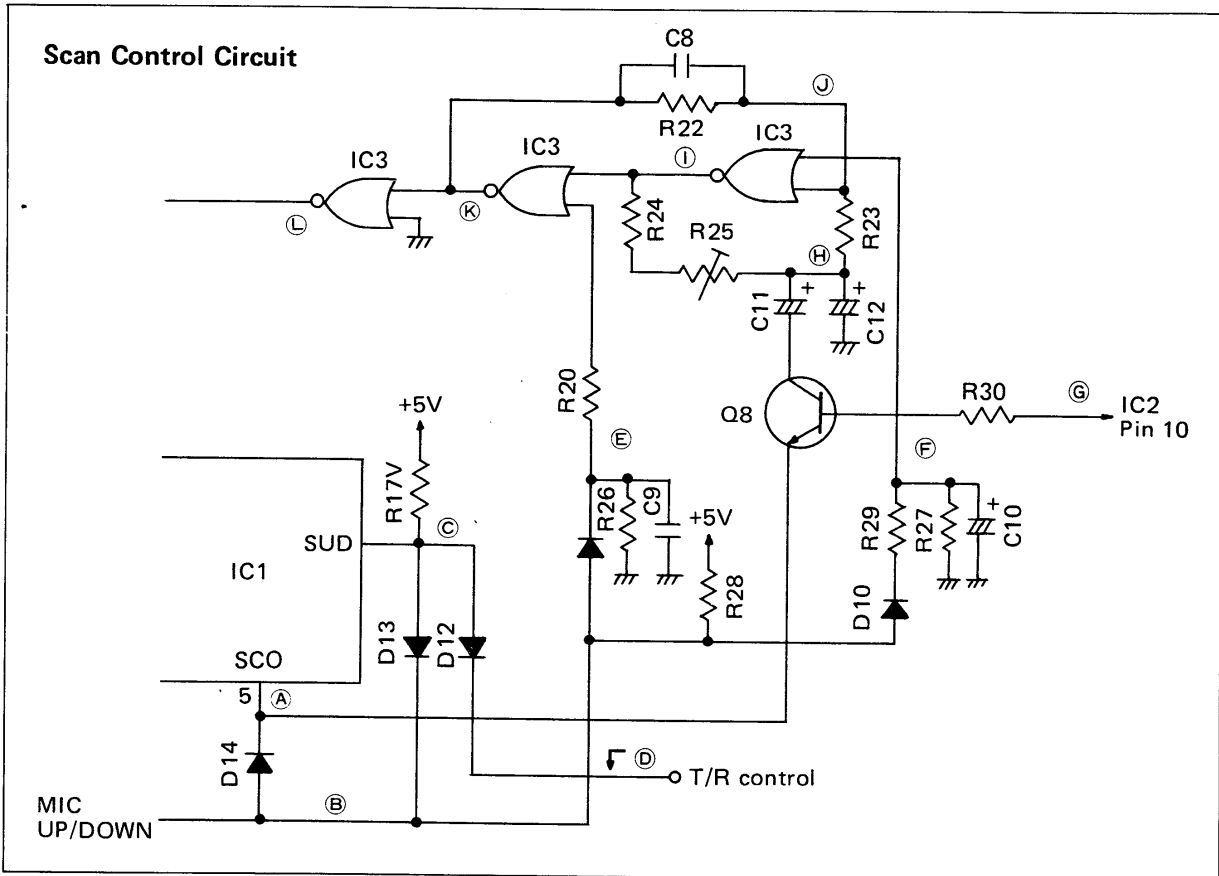 Scan Control Circuit
C8
Ⓙ
R22
IC3
IC3
IC3
Ⓘ
Ⓚ
Ⓛ
R24
R25
R23
Ⓗ
C11
+
+
C12
R20
+5V
R17V
Ⓔ
Q8
R30
Ⓖ
IC2
Pin 10
Ⓕ
Ⓒ
SUD
IC1
R26
C9
+5V
R28
R29
R27
+
C10
D10
D13
D12
SCO
5
Ⓐ
D14
Ⓓ
T/R control
Ⓑ
MIC
UP/DOWN